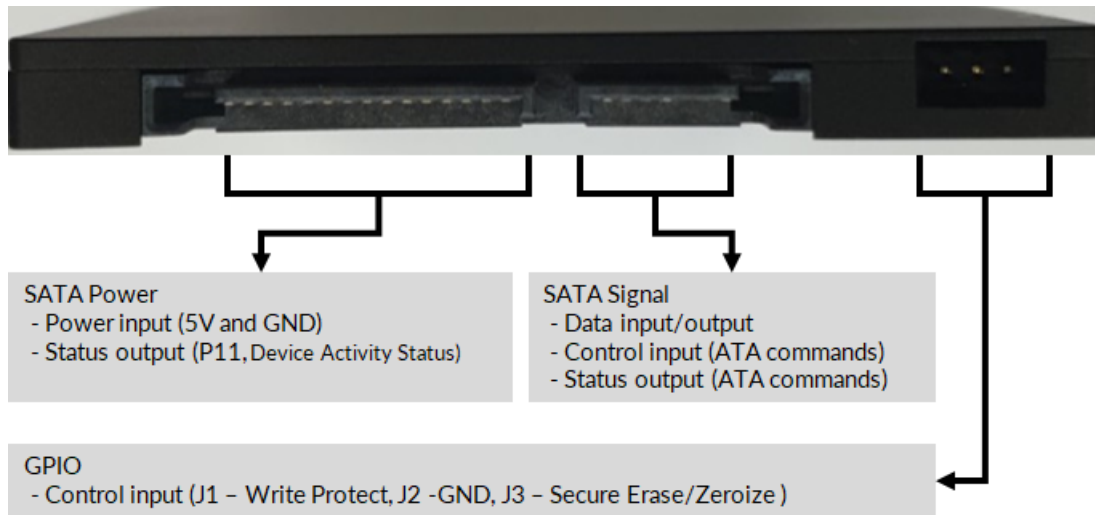 SATA Power
- Power input (5V and GND)
- Status output (P11, Device Activity Status)
SATA Signal
- Data input/output
- Control input (ATA commands)
- Status output (ATA commands)
GPIO
- Control input (J1 – Write Protect, J2 -GND, J3 – Secure Erase/Zeroize )